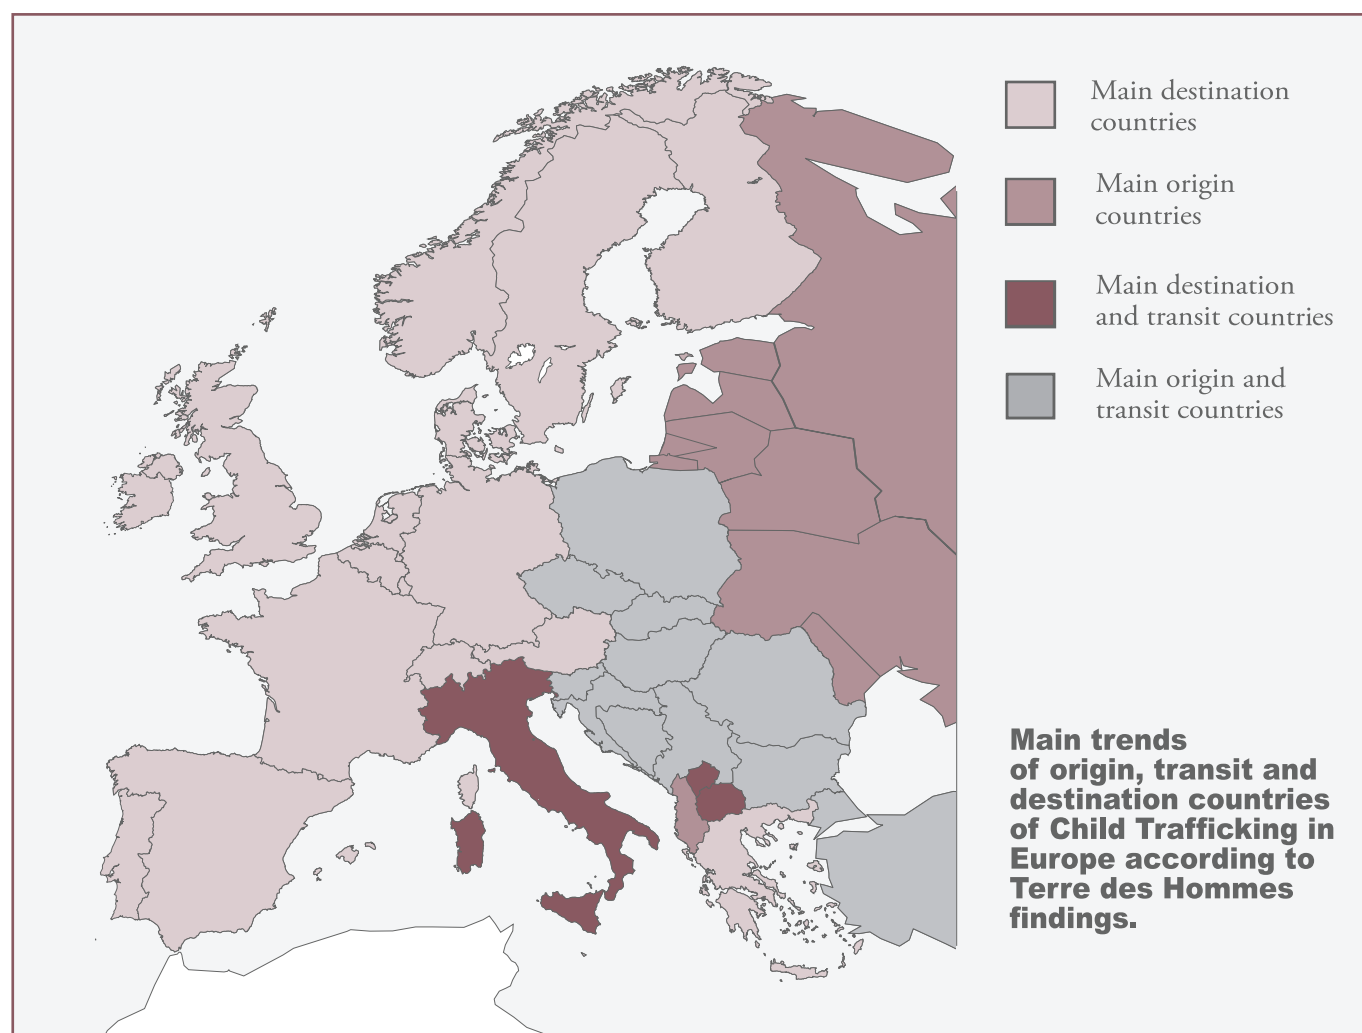 Main destination
countries
Main origin
countries
Main destination
and transit countries
Main origin and
transit countries
Main trends
of origin, transit and
destination countries
of Child Trafficking in
Europe according to
Terre des Hommes
findings.